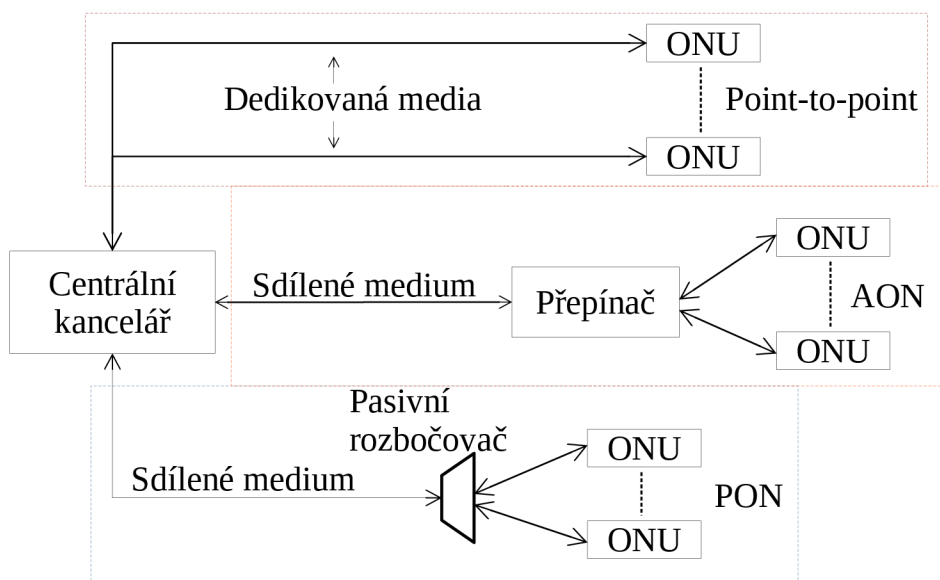 ONU
Dedikovaná media
Point-to-point
ONU
Centrální
kancelář
Sdílené medium
Přepínač
ONU
AON
ONU
Pasivní
rozbočovač
Sdílené medium
ONU
PON
ONU